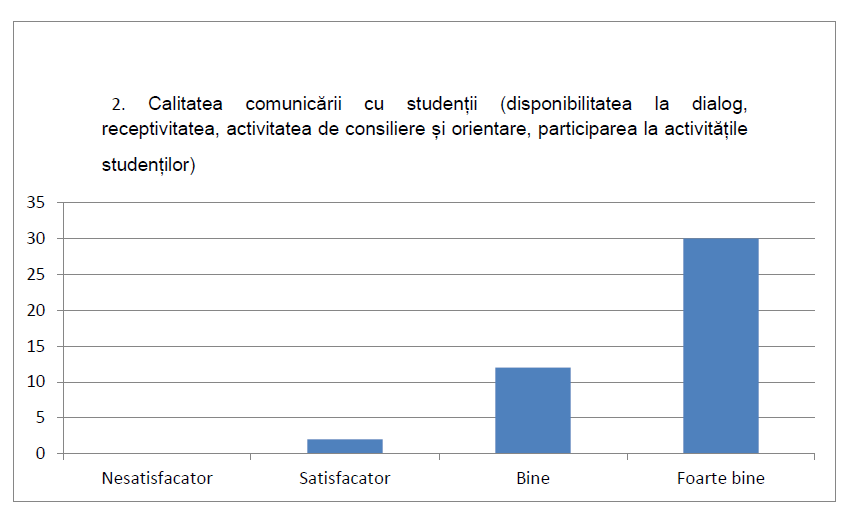 2. Calitatea comunicării cu studenții (disponibilitatea la dialog,
receptivitatea, activitatea de consiliere și orientare, participarea la activitățile
studenților)
35
30
25
20
15
10
5
0
Nesatisfacator Satisfacator Bine Foarte bine